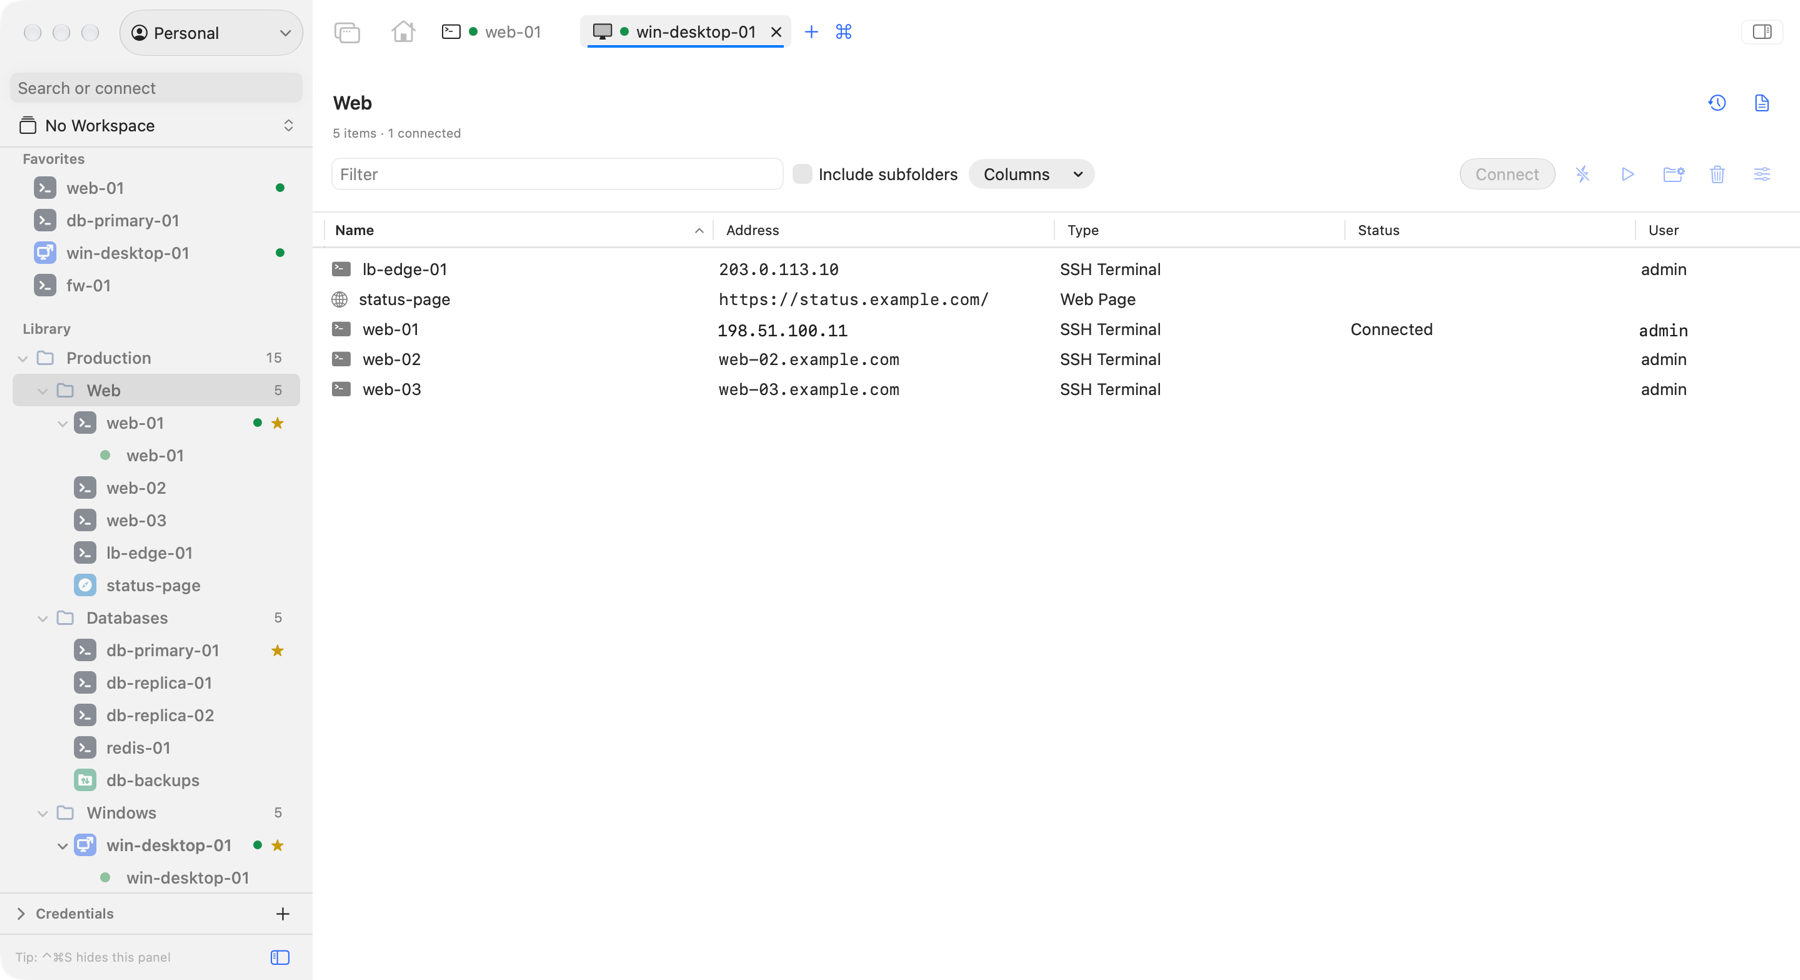 Personal
web-01
win-desktop-01
Search or connect
No Workspace
Favorites
web-01
db-primary-01
win-desktop-01
fw-01
Library
Production 15
Web 5
web-01
web-01
web-02
web-03
lb-edge-01
status-page
Databases 5
db-primary-01
db-replica-01
db-replica-02
redis-01
db-backups
Windows 5
win-desktop-01
win-desktop-01
Credentials
Tip: ^⌘S hides this panel
Web
5 items · 1 connected
Filter Include subfolders Columns Connect
Name Address Type Status User
lb-edge-01 203.0.113.10 SSH Terminal admin
status-page https://status.example.com/ Web Page
web-01 198.51.100.11 SSH Terminal Connected admin
web-02 web-02.example.com SSH Terminal admin
web-03 web-03.example.com SSH Terminal admin